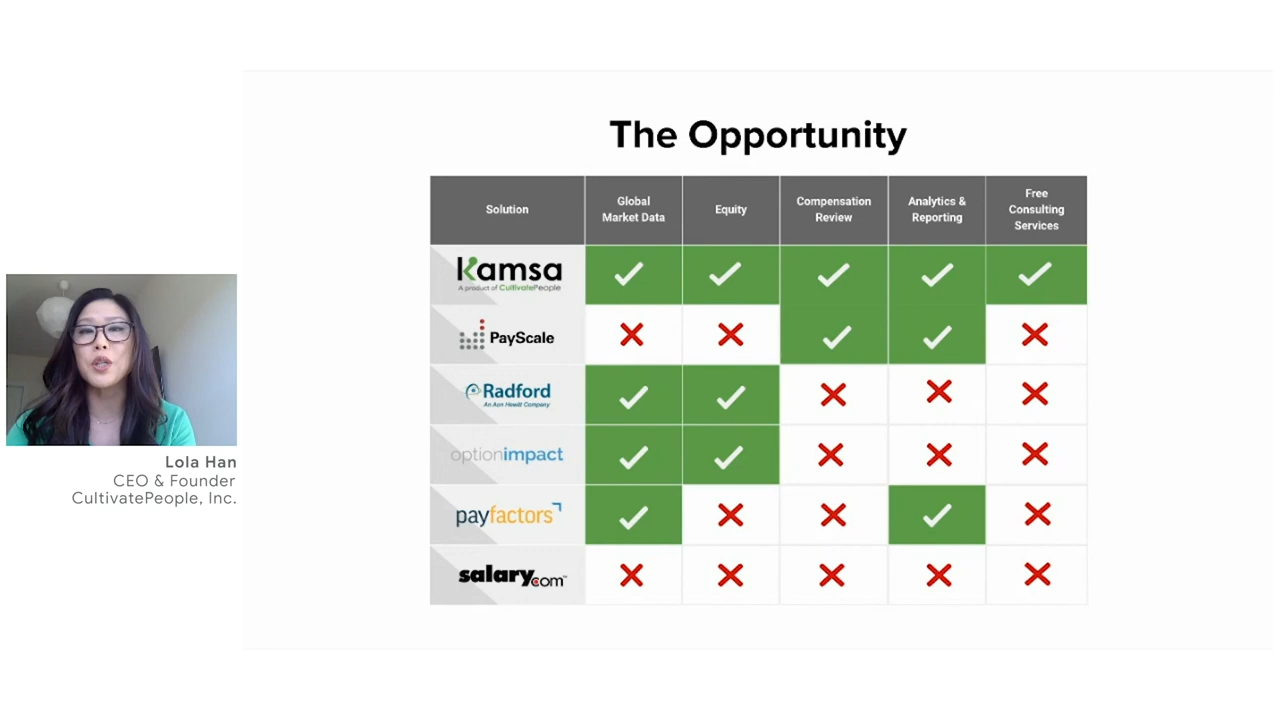 The Opportunity
Solution
Global
Market Data
Equity
Compensation
Review
Analytics &
Reporting
Free
Consulting
Services
Kamsa
A product of CultivatePeople
PayScale
Radford
An Aon Hewitt Company
optionimpact
payfactors
salary.com™
Lola Han
CEO & Founder
CultivatePeople, Inc.